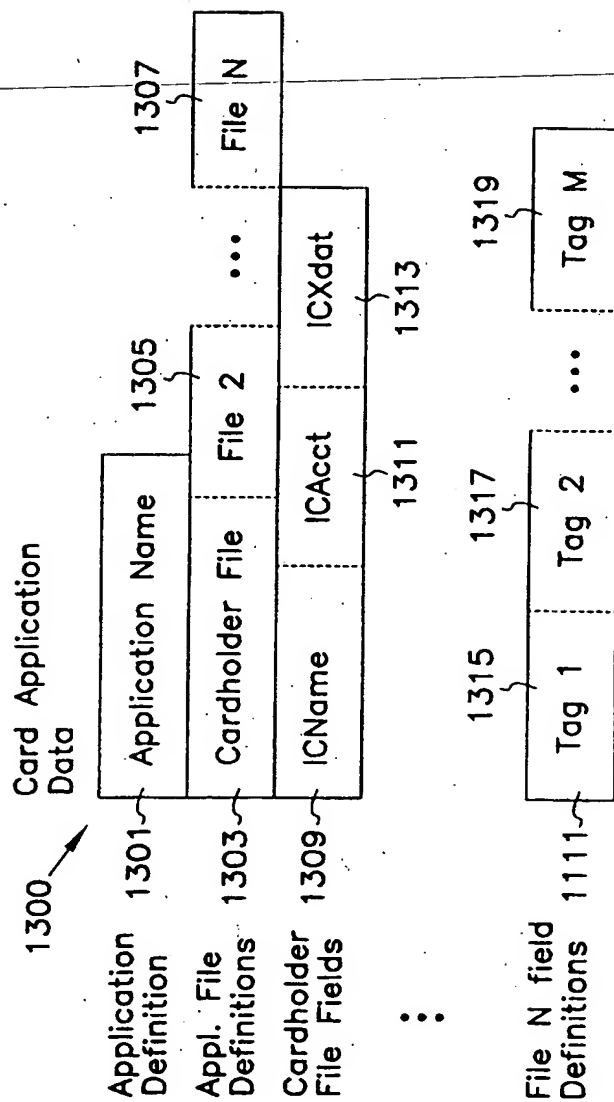 1300
Card Application
Data
Application
Definition
1301
Application Name
Appl. File
Definitions
1303
Cardholder File
1305
File 2
•••
1307
File N
Cardholder
File Fields
1309
ICName
ICAcct
1311
ICXdat
1313
•••
File N field
Definitions
1111
1315
Tag 1
1317
Tag 2
•••
1319
Tag M